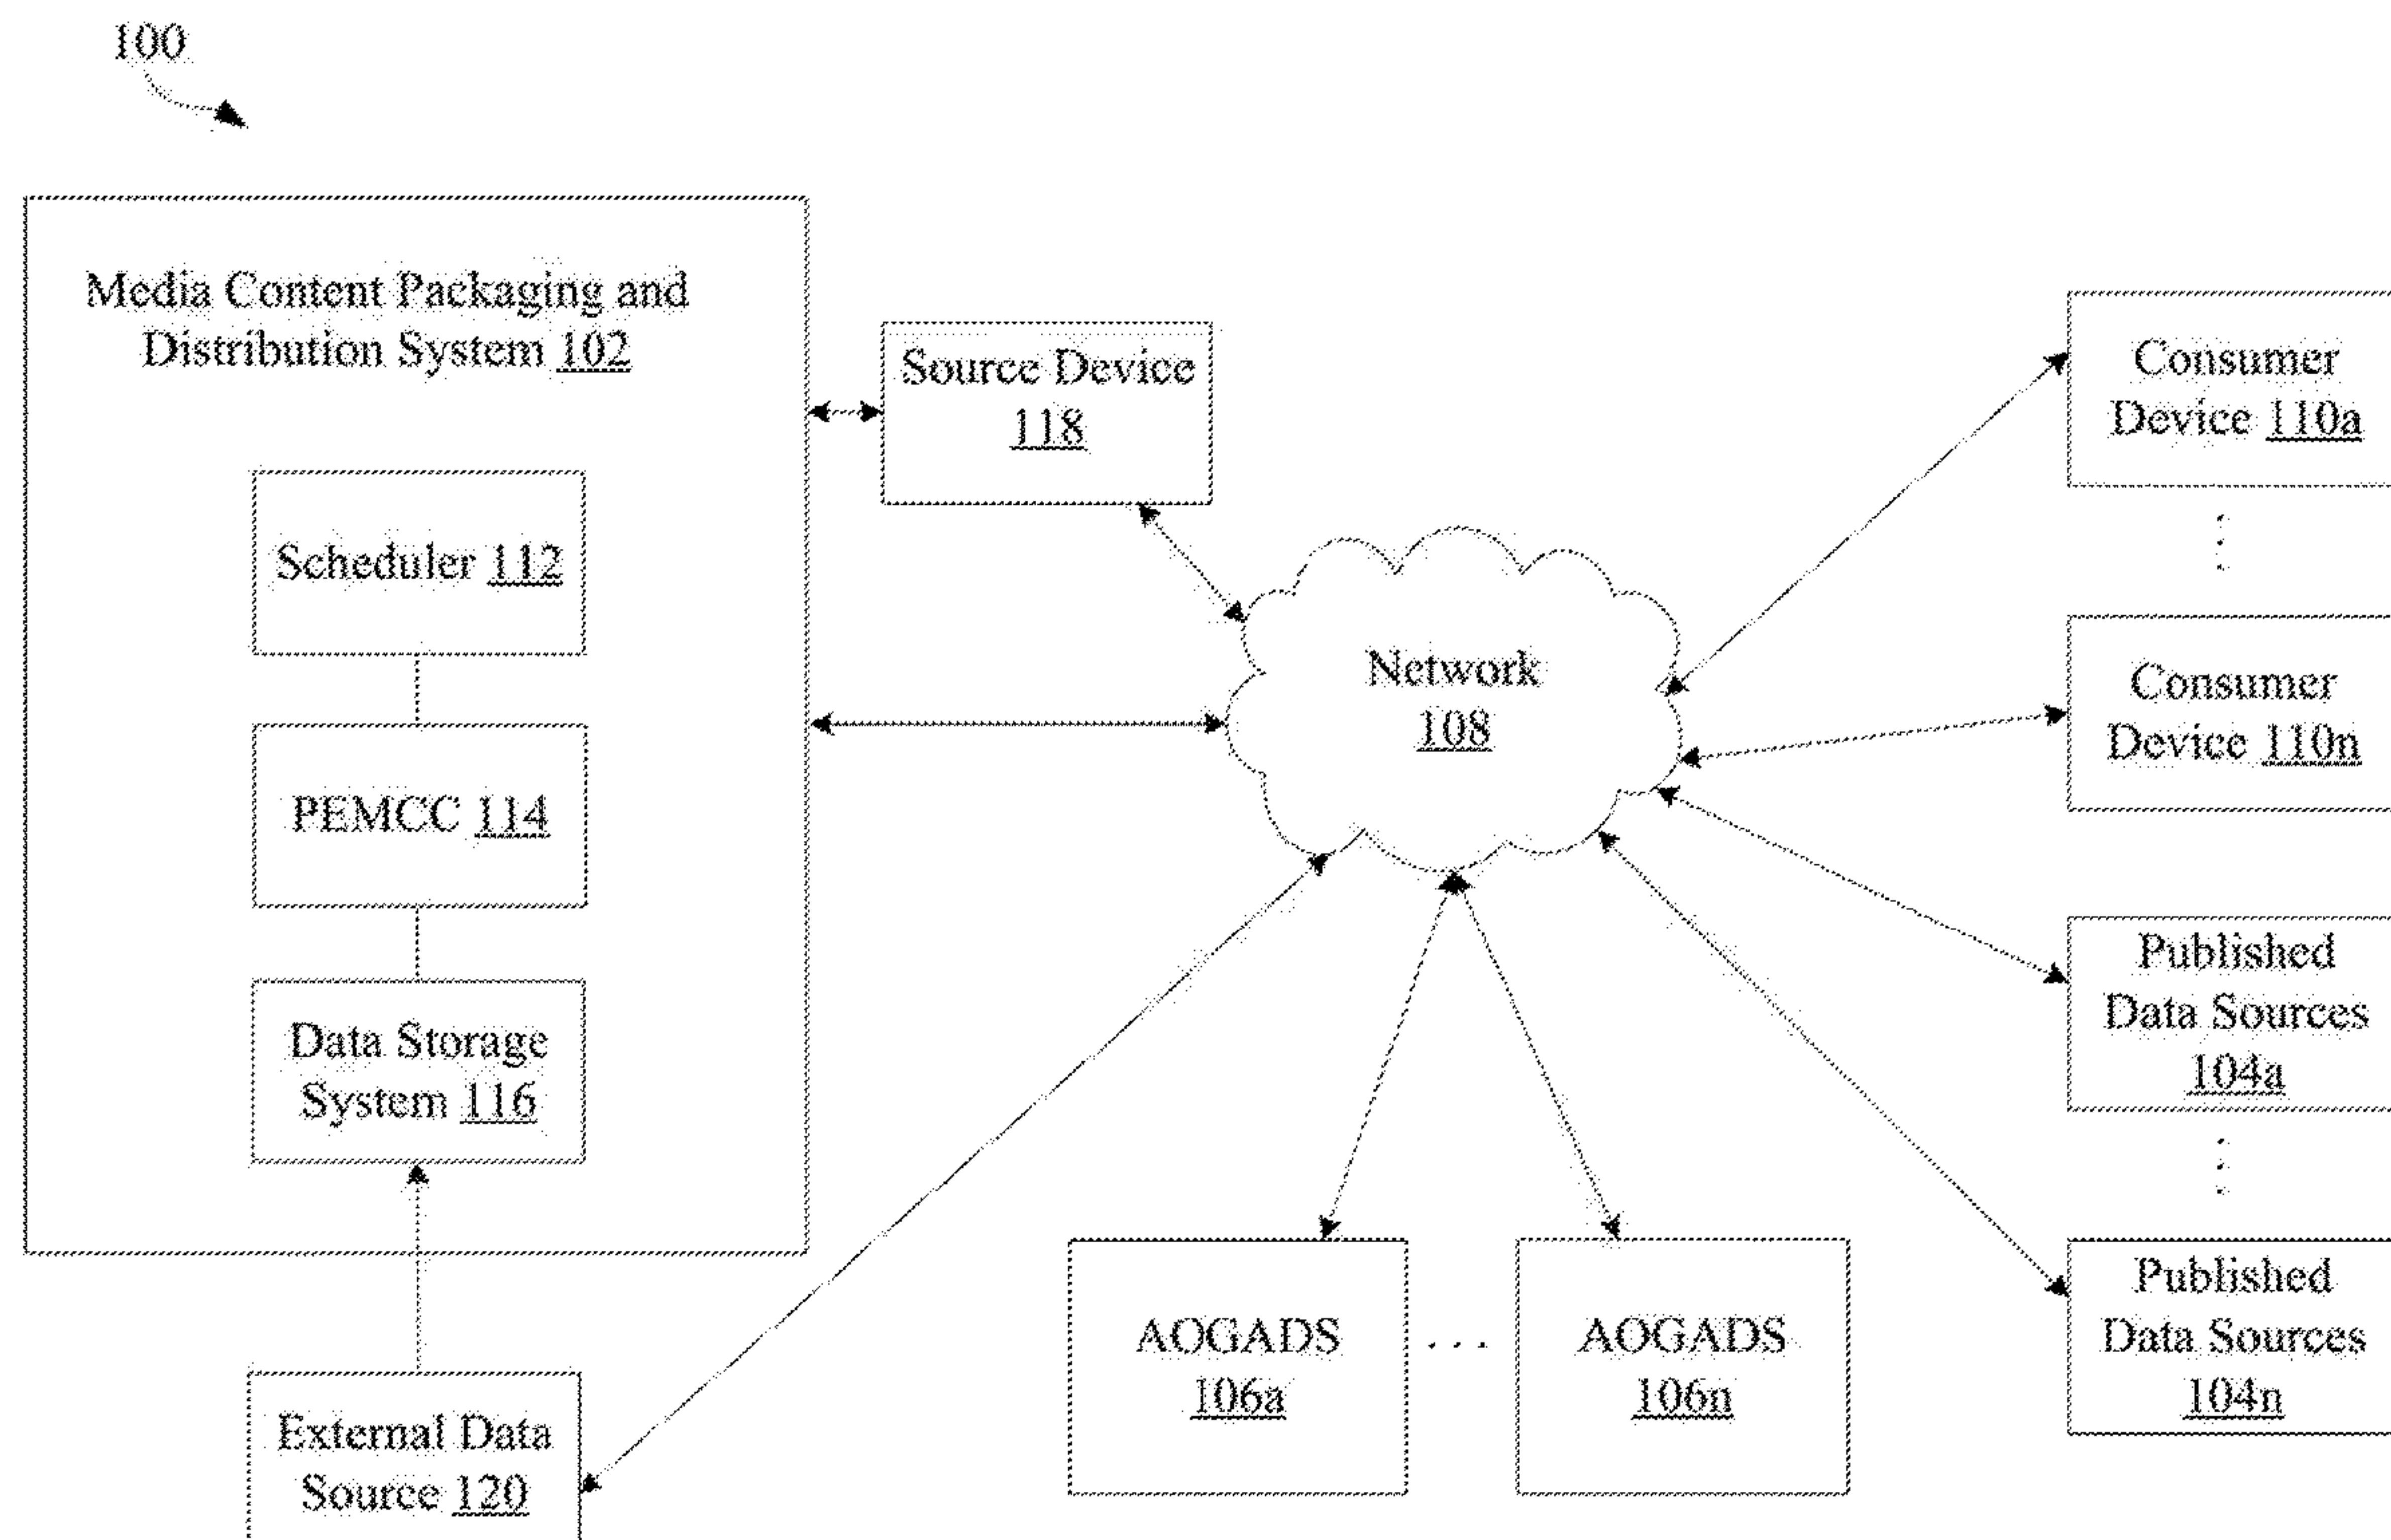 100
Media Content Packaging and
Distribution System 102
Scheduler 112
PEMCC 114
Data Storage
System 116
External Data
Source 120
Source Device
118
Network
108
AOGADS
106a
. . .
AOGADS
106n
Consumer
Device 110a
Consumer
Device 110n
Published
Data Sources
104a
Published
Data Sources
104n